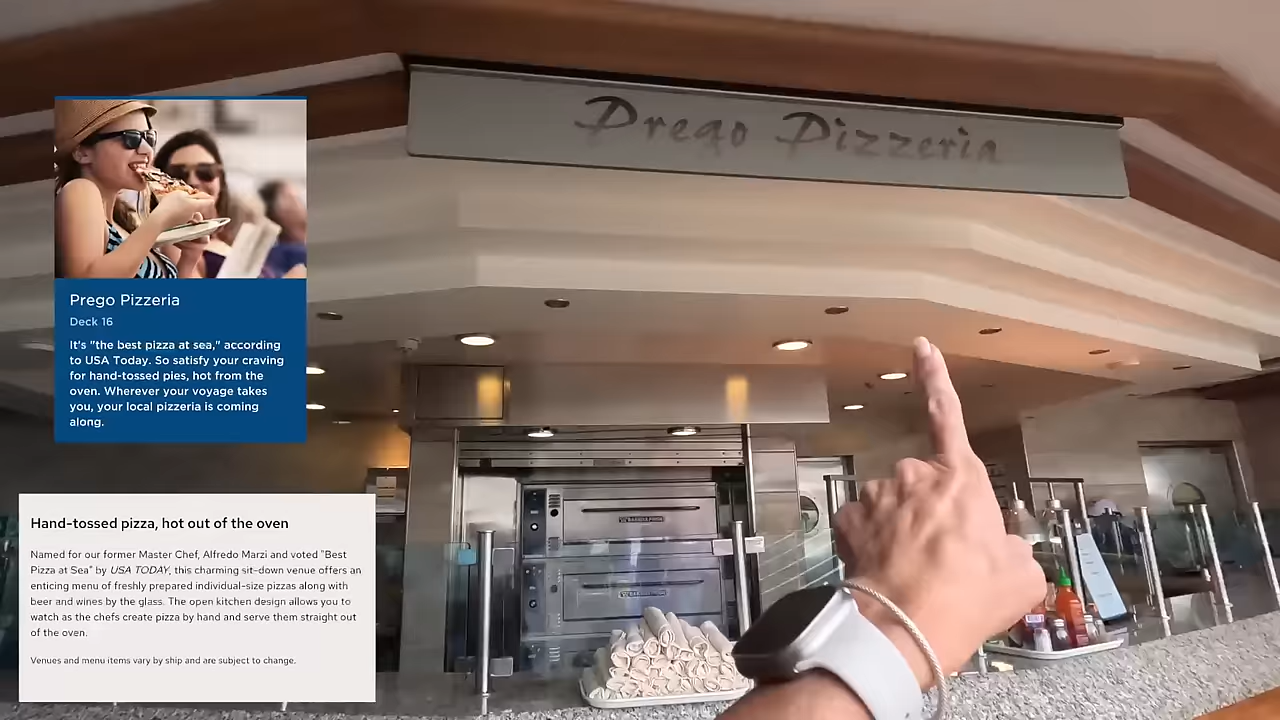 Prego Pizzeria
Prego Pizzeria
Deck 16
It's "the best pizza at sea," according
to USA Today. So satisfy your craving
for hand-tossed pies, hot from the
oven. Wherever your voyage takes
you, your local pizzeria is coming
along.
Hand-tossed pizza, hot out of the oven
Named for our former Master Chef, Alfredo Marzi and voted "Best
Pizza at Sea" by USA TODAY, this charming sit-down venue offers an
enticing menu of freshly prepared individual-size pizzas along with
beer and wines by the glass. The open kitchen design allows you to
watch as the chefs create pizza by hand and serve them straight out
of the oven.
Venues and menu items vary by ship and are subject to change.